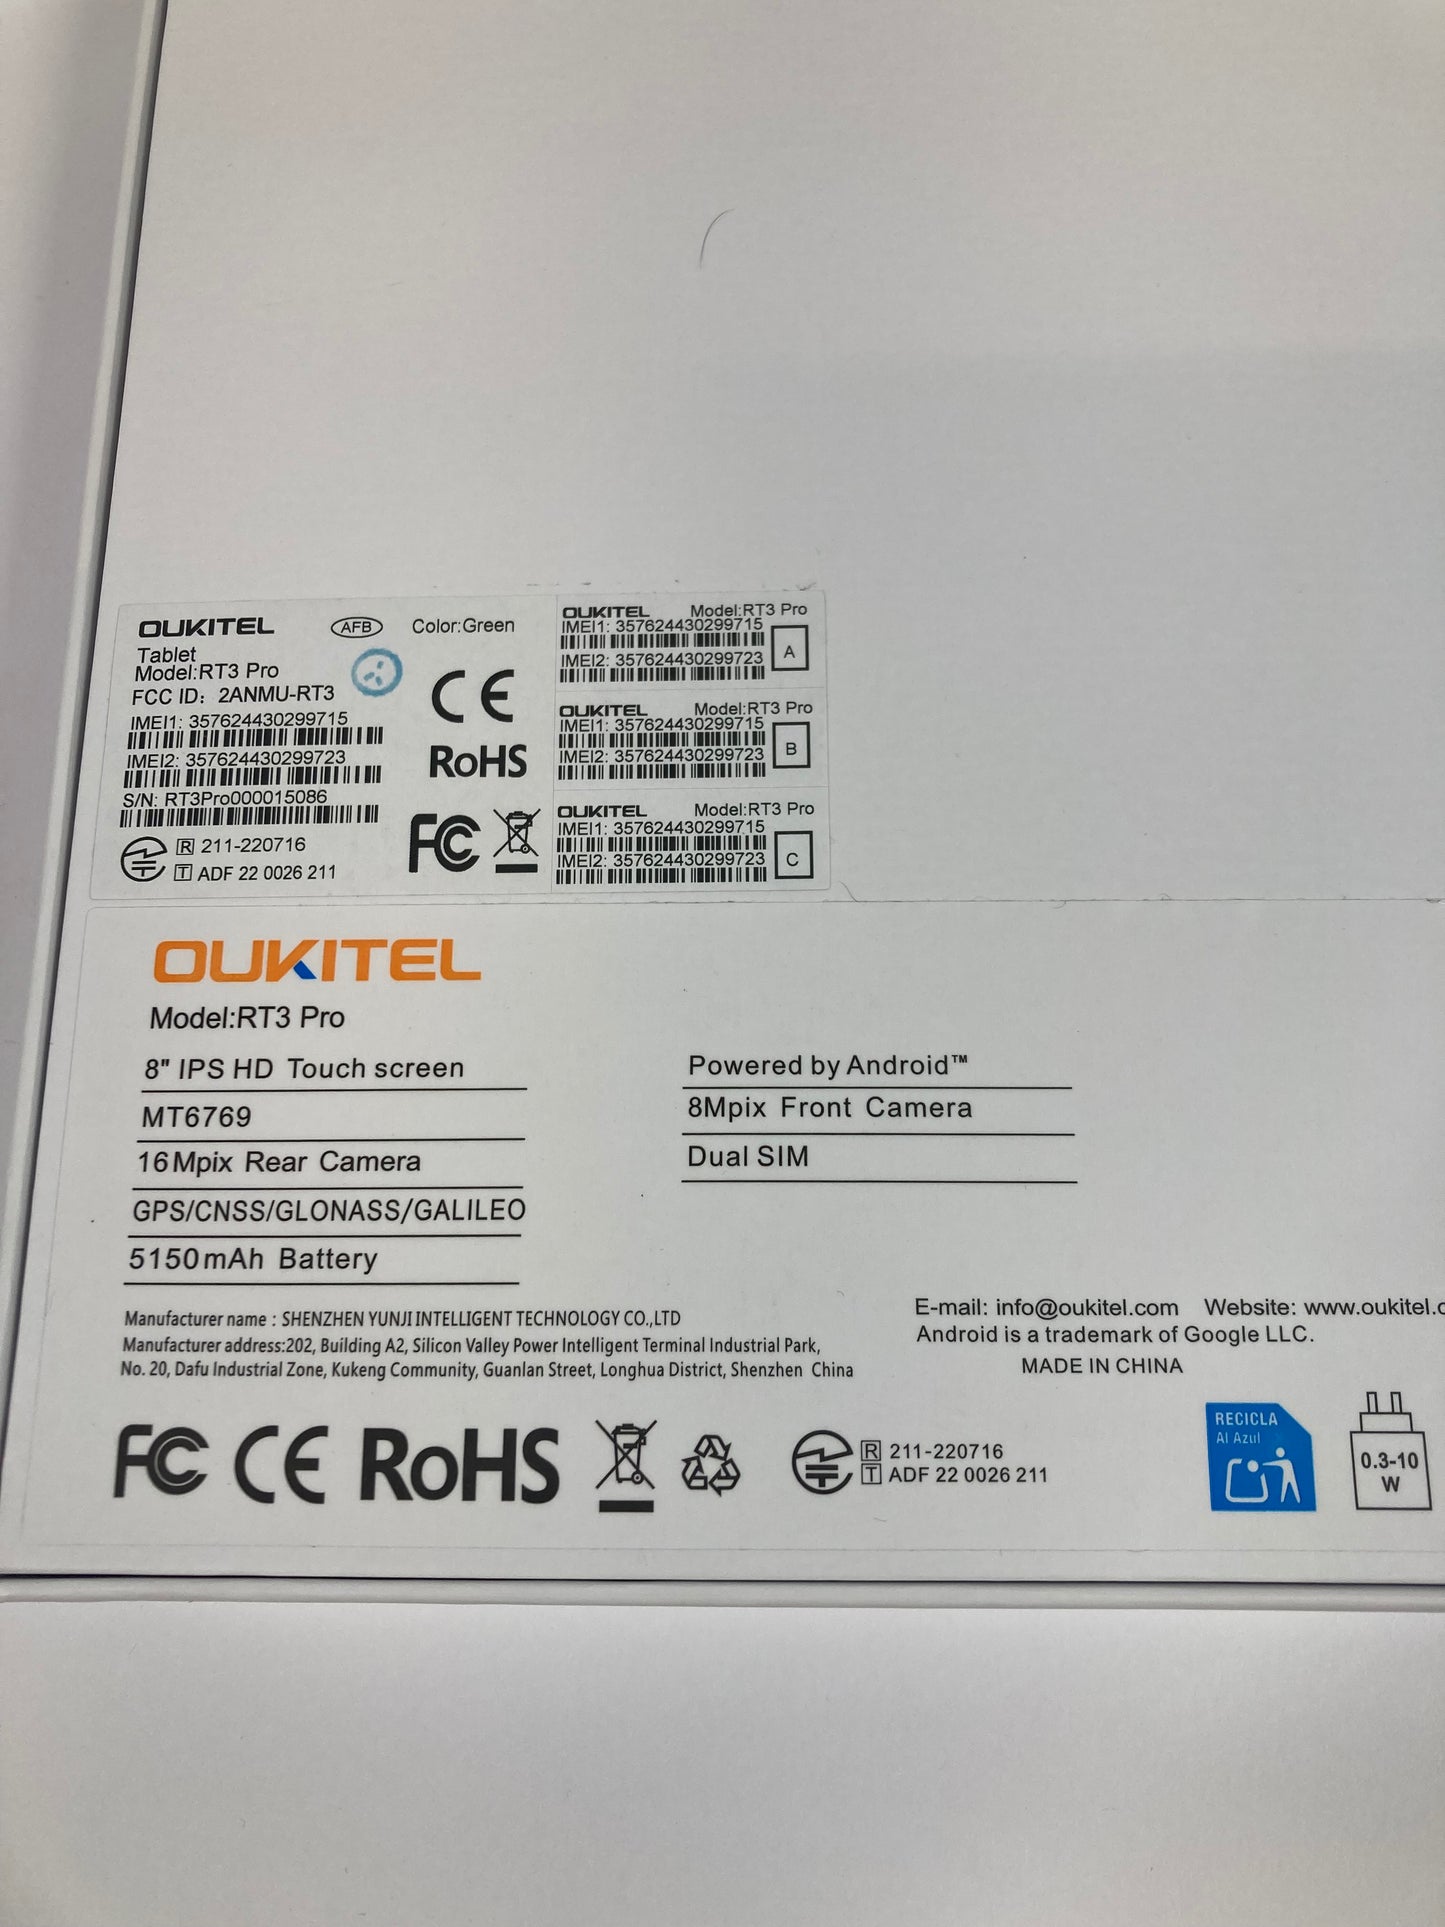 OUKITEL AFB Color:Green
Tablet
Model:RT3 Pro
FCC ID: 2ANMU-RT3
IMEI1: 357624430299715
IMEI2: 357624430299723
S/N: RT3Pro000015086
R 211-220716
T ADF 22 0026 211
CE
RoHS
FC
OUKITEL Model:RT3 Pro
IMEI1: 357624430299715
IMEI2: 357624430299723
A
OUKITEL Model:RT3 Pro
IMEI1: 357624430299715
IMEI2: 357624430299723
B
OUKITEL Model:RT3 Pro
IMEI1: 357624430299715
IMEI2: 357624430299723
C
OUKITEL
Model:RT3 Pro
8" IPS HD Touch screen
MT6769
16Mpix Rear Camera
GPS/CNSS/GLONASS/GALILEO
5150mAh Battery
Powered by Android™
8Mpix Front Camera
Dual SIM
Manufacturer name : SHENZHEN YUNJI INTELLIGENT TECHNOLOGY CO.,LTD
Manufacturer address:202, Building A2, Silicon Valley Power Intelligent Terminal Industrial Park,
No. 20, Dafu Industrial Zone, Kukeng Community, Guanlan Street, Longhua District, Shenzhen China
E-mail: info@oukitel.com Website: www.oukitel.c
Android is a trademark of Google LLC.
MADE IN CHINA
FC CE RoHS
R 211-220716
T ADF 22 0026 211
RECICLA
Al Azul
0.3-10
W